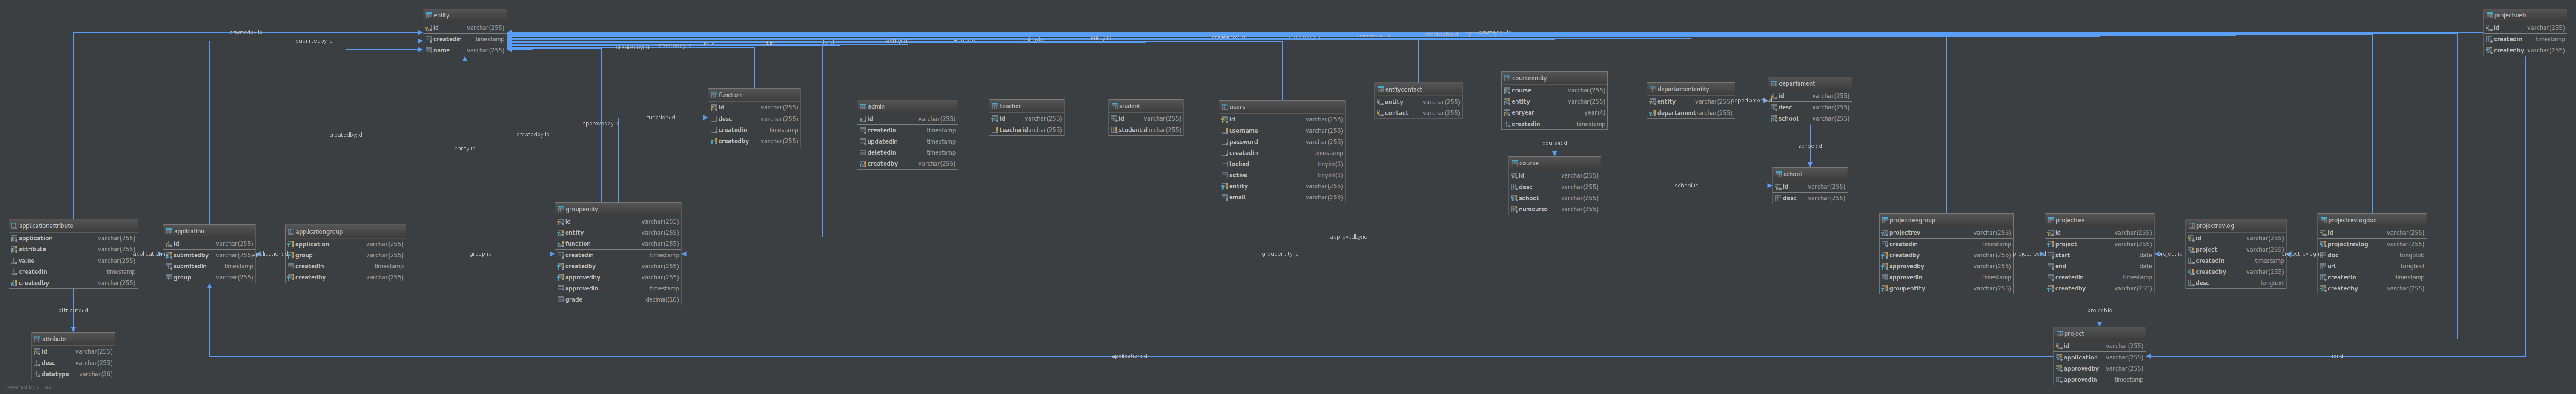 entity
id varchar(255)
createdin timestamp
name varchar(255)
projectweb
id varchar(255)
createdin timestamp
createdby varchar(255)
createdby:id
submitedby:id
createdby:id
createdby:id
id:id
id:id
id:id
entity:id
entity:id
entity:id
entity:id
createdby:id
createdby:id
createdby:id
createdby:id
function
id varchar(255)
desc varchar(255)
createdin timestamp
createdby varchar(255)
admin
id varchar(255)
createdin timestamp
updatedin timestamp
deletedin timestamp
createdby varchar(255)
teacher
id varchar(255)
teacherid varchar(255)
student
id varchar(255)
studentid varchar(255)
users
id varchar(255)
username varchar(255)
password varchar(255)
createdin timestamp
locked tinyint(1)
active tinyint(1)
entity varchar(255)
email varchar(255)
entitycontact
entity varchar(255)
contact varchar(255)
courseentity
course varchar(255)
entity varchar(255)
enryear year(4)
createdin timestamp
departamententity
entity varchar(255)
departament varchar(255)
departament
id varchar(255)
desc varchar(255)
school varchar(255)
createdby:id
entity:id
createdby:id
approvedby:id
function:id
course:id
school:id
course
id varchar(255)
desc varchar(255)
school varchar(255)
numcurso varchar(255)
school:id
school
id varchar(255)
desc varchar(255)
applicationattribute
application varchar(255)
attribute varchar(255)
value varchar(255)
createdin timestamp
createdby varchar(255)
application
id varchar(255)
submitedby varchar(255)
submitedin timestamp
group varchar(255)
applicationgroup
application varchar(255)
group varchar(255)
createdin timestamp
createdby varchar(255)
group:id
groupentity
id varchar(255)
entity varchar(255)
function varchar(255)
createdin timestamp
createdby varchar(255)
approvedby varchar(255)
approvedin timestamp
grade decimal(10)
approvedby:id
groupentity:id
projectrevgroup
projectrev varchar(255)
createdin timestamp
createdby varchar(255)
approvedby varchar(255)
approvedin timestamp
groupentity varchar(255)
projectrev
id varchar(255)
project varchar(255)
start date
end date
createdin timestamp
createdby varchar(255)
project:id
projectrevlog
id varchar(255)
project varchar(255)
createdin timestamp
createdby varchar(255)
desc longtext
projectrevlogdoc
id varchar(255)
projectrevlog varchar(255)
doc longblob
url longtext
createdin timestamp
createdby varchar(255)
attribute:id
project:id
attribute
id varchar(255)
desc varchar(255)
datatype varchar(30)
application:id
project
id varchar(255)
application varchar(255)
approvedby varchar(255)
approvedin timestamp
id:id
Powered by yFiles